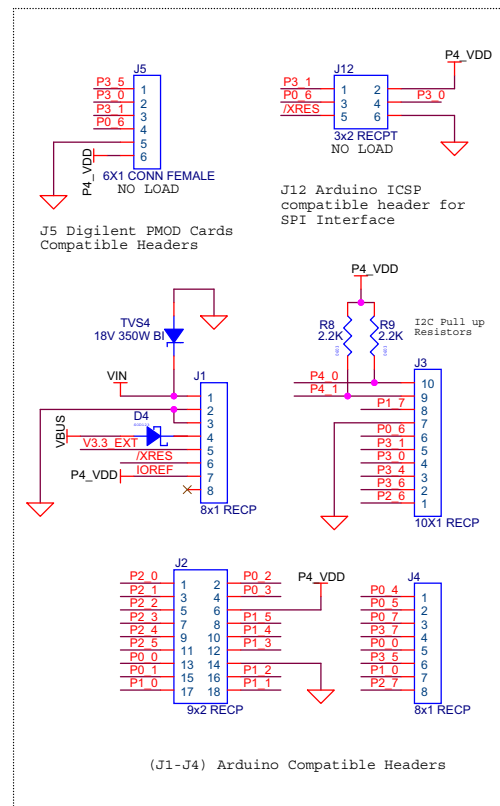 J5
P3_5 1
P3_0 2
P3_1 3
P0_6 4
5
6
P4_VDD
6X1 CONN FEMALE
NO LOAD
J5 Digilent PMOD Cards
Compatible Headers
P4_VDD
J12
P3_1 1 2
P0_6 3 4 P3_0
/XRES 5 6
3x2 RECPT
NO LOAD
J12 Arduino ICSP
compatible header for
SPI Interface
TVS4
18V 350W BI
J1
VIN 1
2
3
D4
VBUS 4
V3.3_EXT 5
/XRES 6
P4_VDD IOREF 7
8
8x1 RECP
P4_VDD
R8 R9
2.2K 2.2K
I2C Pull up
Resistors
J3
P4_0 10
P4_1 9
P1_7 8
7
P0_6 6
P3_1 5
P3_0 4
P3_4 3
P3_6 2
P2_6 1
10X1 RECP
J2
P2_0 1 2 P0_2
P2_1 3 4 P0_3
P2_2 5 6 P4_VDD
P2_3 7 8 P1_5
P2_4 9 10 P1_4
P2_5 11 12 P1_3
P0_0 13 14
P0_1 15 16 P1_2
P1_0 17 18 P1_1
9x2 RECP
J4
P0_4 1
P0_5 2
P0_7 3
P3_7 4
P0_0 5
P3_5 6
P1_0 7
P2_7 8
8x1 RECP
(J1-J4) Arduino Compatible Headers